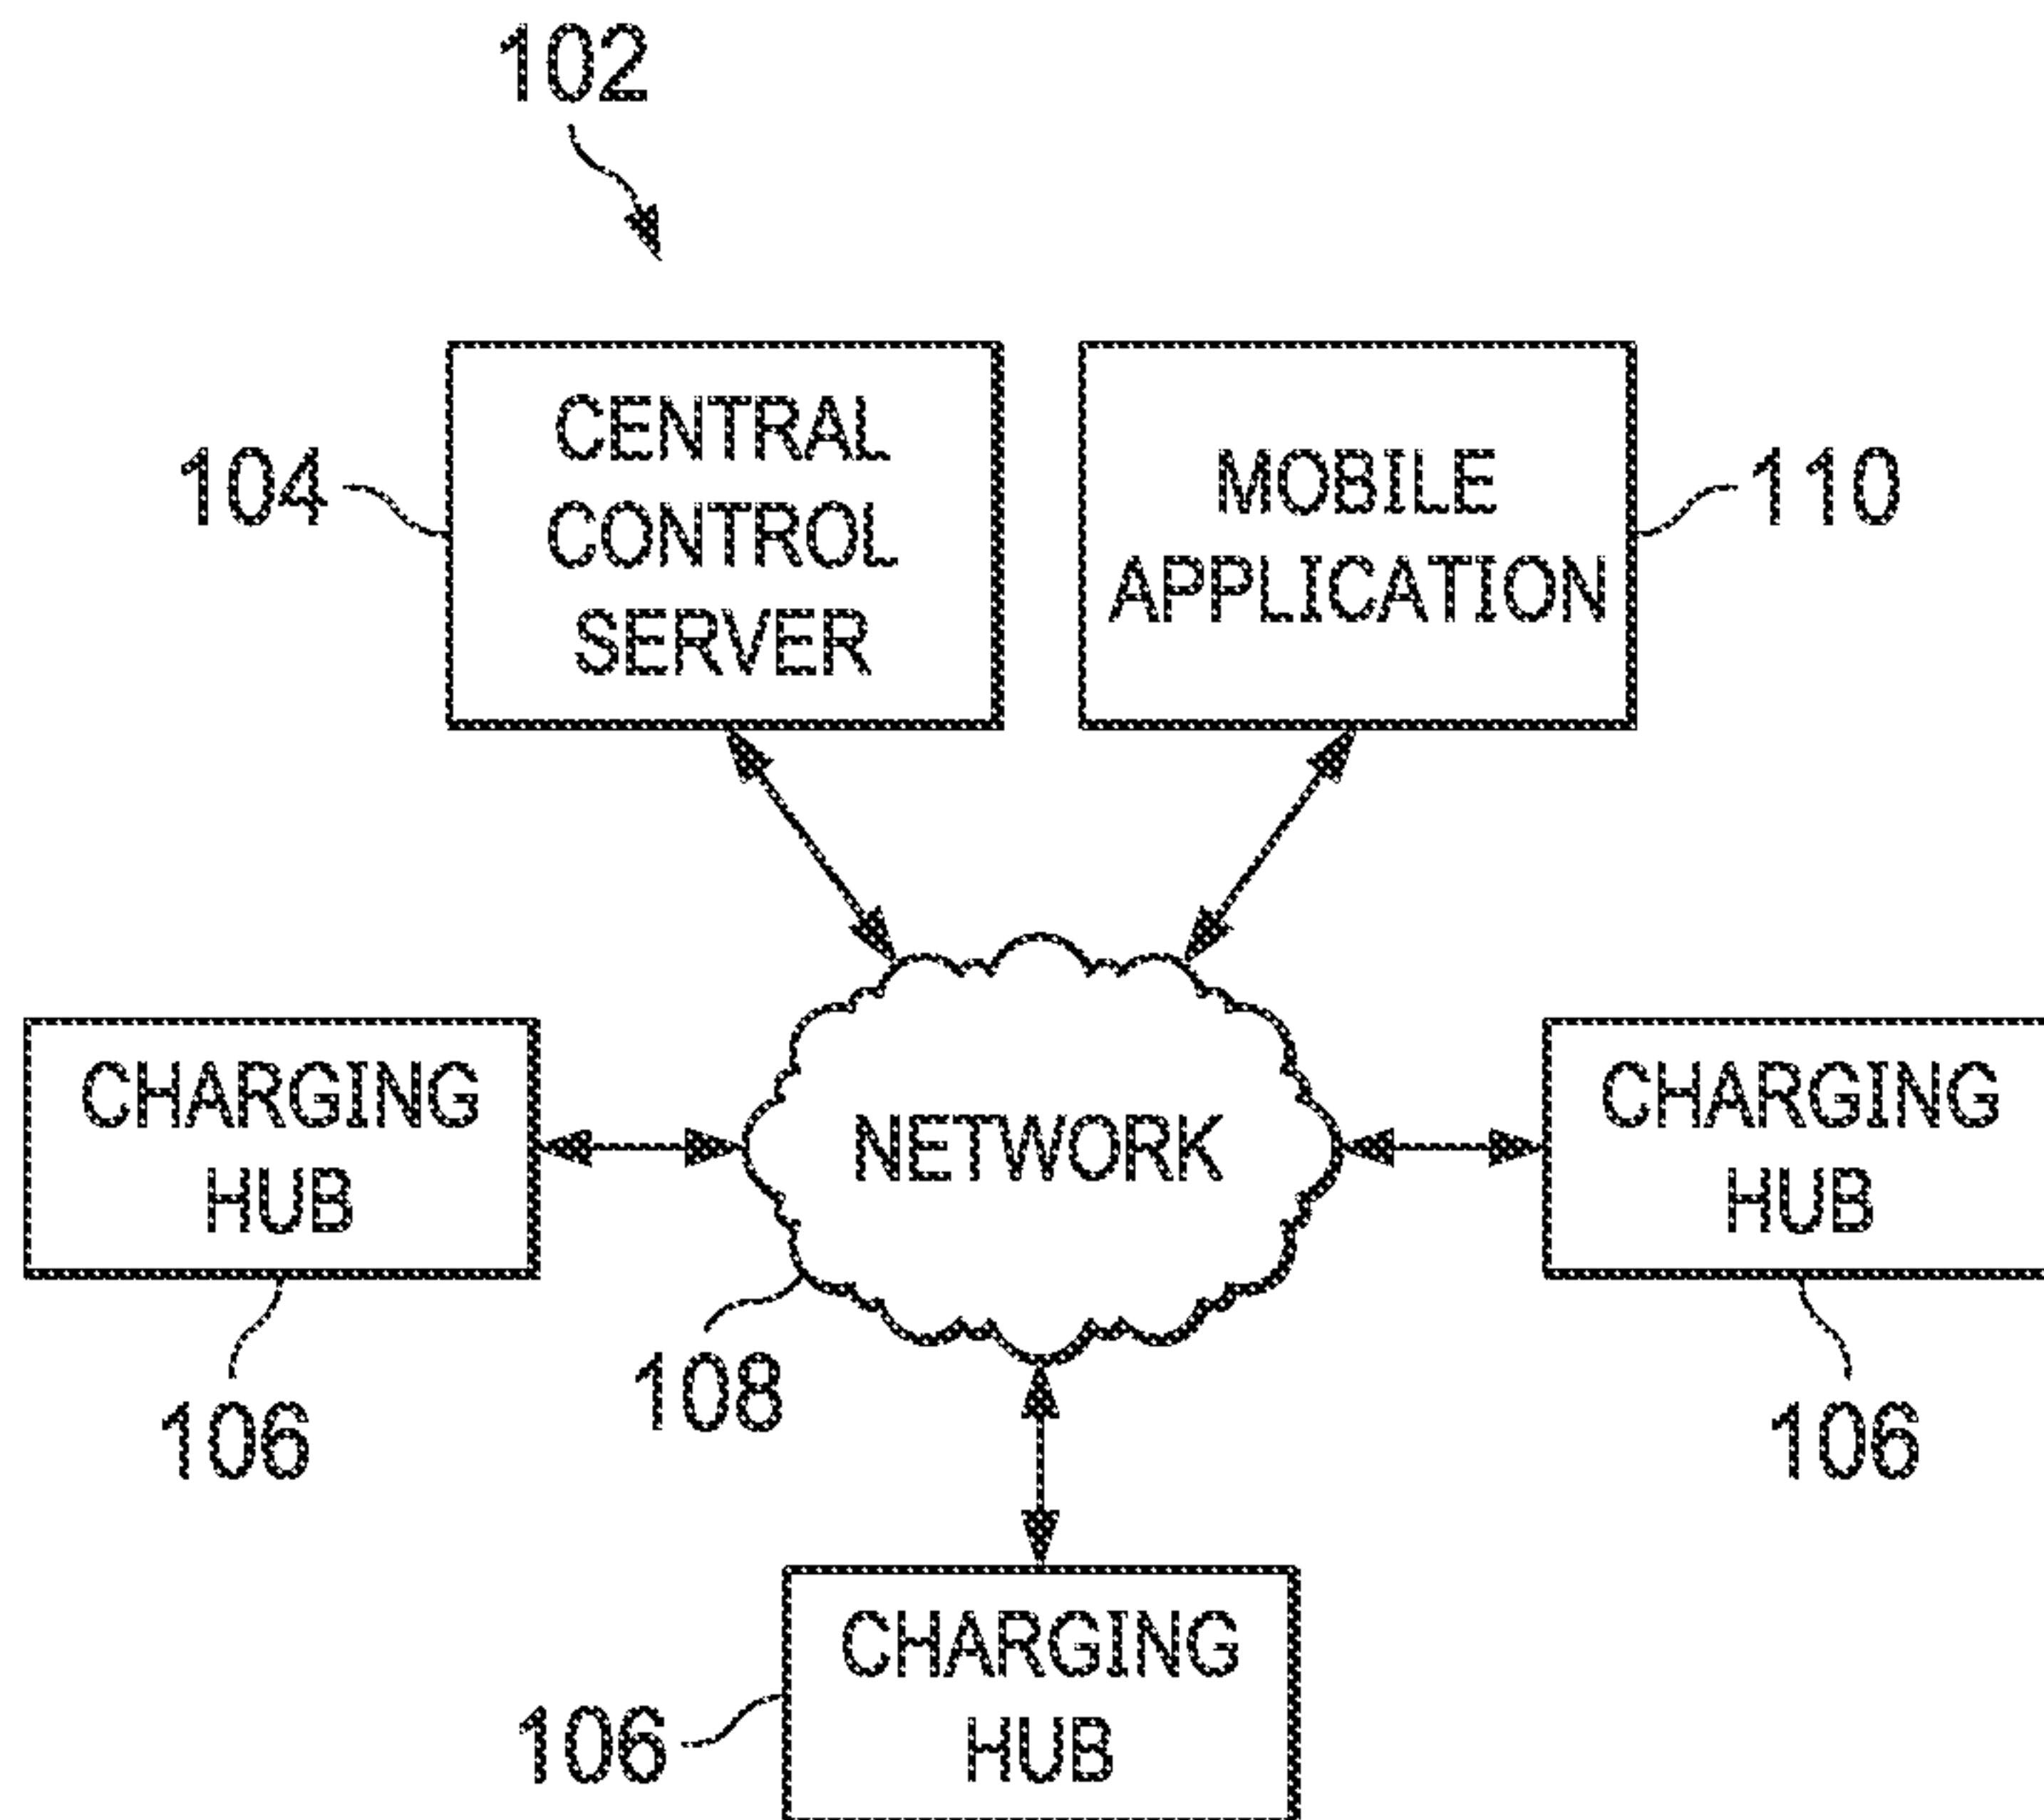 102
CENTRAL
CONTROL
SERVER
104
MOBILE
APPLICATION
110
CHARGING
HUB
106
NETWORK
108
CHARGING
HUB
106
CHARGING
HUB
106